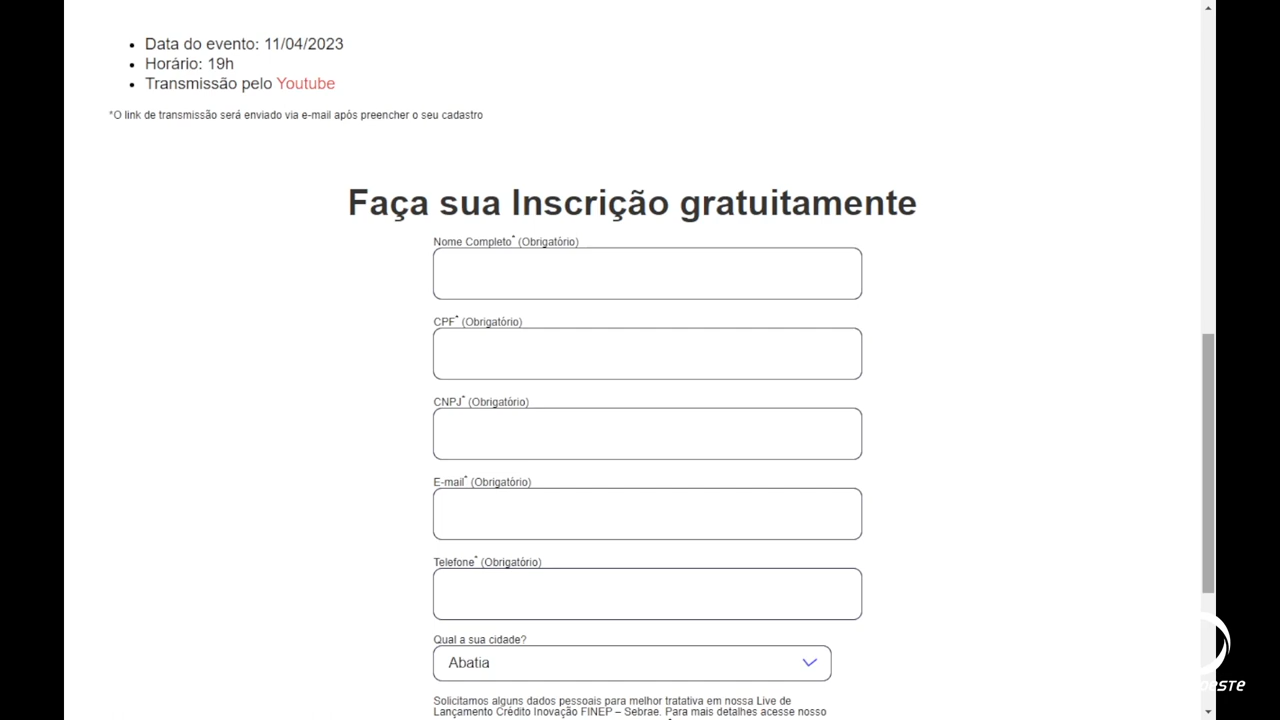 Data do evento: 11/04/2023
Horário: 19h
Transmissão pelo Youtube
*O link de transmissão será enviado via e-mail após preencher o seu cadastro
Faça sua Inscrição gratuitamente
Nome Completo* (Obrigatório)
CPF* (Obrigatório)
CNPJ* (Obrigatório)
E-mail* (Obrigatório)
Telefone* (Obrigatório)
Qual a sua cidade?
Abatia
Solicitamos alguns dados pessoais para melhor tratativa em nossa Live de
Lançamento Crédito Inovação FINEP – Sebrae. Para mais detalhes acesse nosso